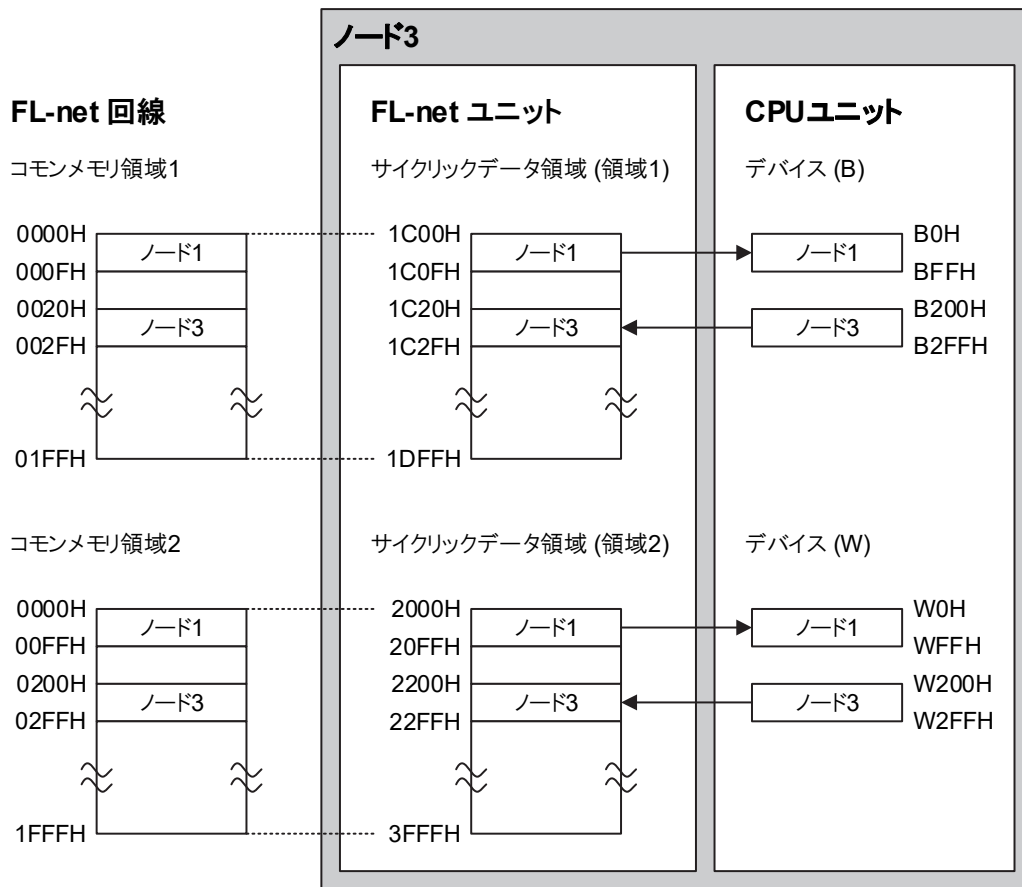 ノード3
FL-net 回線
FL-net ユニット
CPUユニット
コモンメモリ領域1
サイクリックデータ領域 (領域1)
デバイス (B)
0000H
ノード1
1C00H
ノード1
ノード1
B0H
000FH
1C0FH
BFFH
0020H
ノード3
1C20H
ノード3
ノード3
B200H
002FH
1C2FH
B2FFH
01FFH
1DFFH
コモンメモリ領域2
サイクリックデータ領域 (領域2)
デバイス (W)
0000H
ノード1
2000H
ノード1
ノード1
W0H
00FFH
20FFH
WFFH
0200H
ノード3
2200H
ノード3
ノード3
W200H
02FFH
22FFH
W2FFH
1FFFH
3FFFH